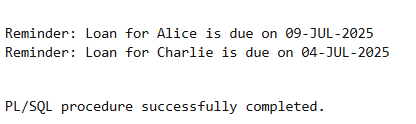 Reminder: Loan for Alice is due on 09-JUL-2025
Reminder: Loan for Charlie is due on 04-JUL-2025
PL/SQL procedure successfully completed.